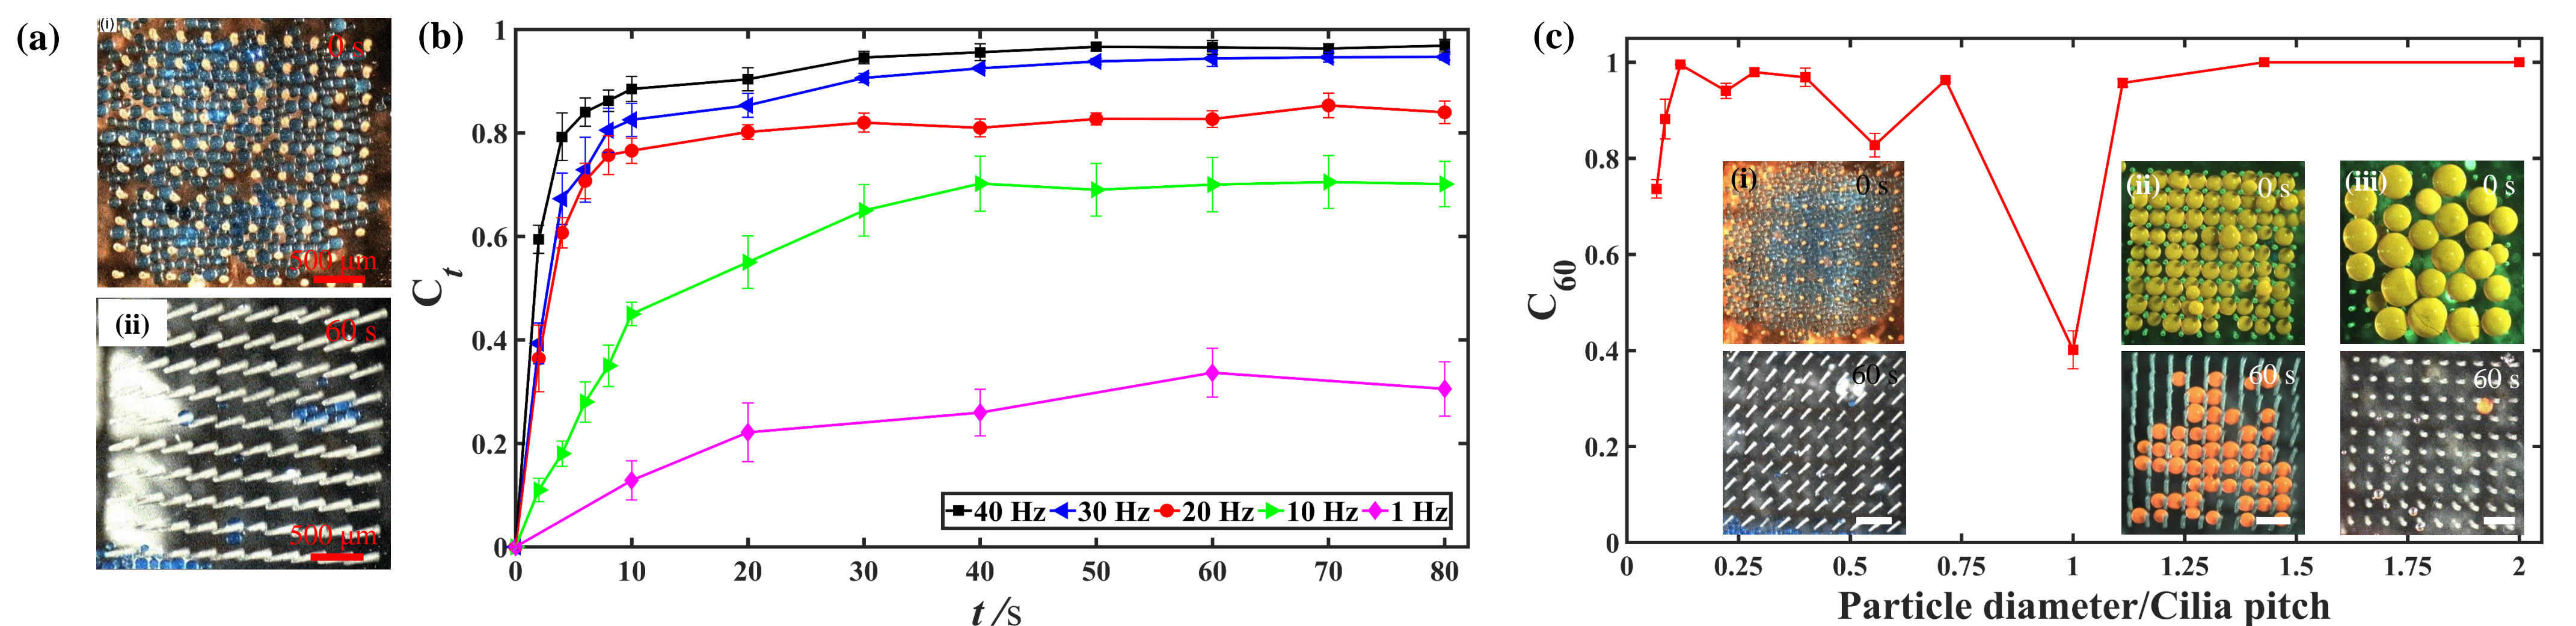 (a)
(i)
0 s
500 μm
(ii)
60 s
500 μm
(b)
1
0.8
0.6
0.4
0.2
0
C_t
0 10 20 30 40 50 60 70 80
t /s
40 Hz 30 Hz 20 Hz 10 Hz 1 Hz
(c)
1
0.8
0.6
0.4
0.2
0
C_60
0 0.25 0.5 0.75 1 1.25 1.5 1.75 2
Particle diameter/Cilia pitch
(i) 0 s
60 s
(ii) 0 s
60 s
(iii) 0 s
60 s